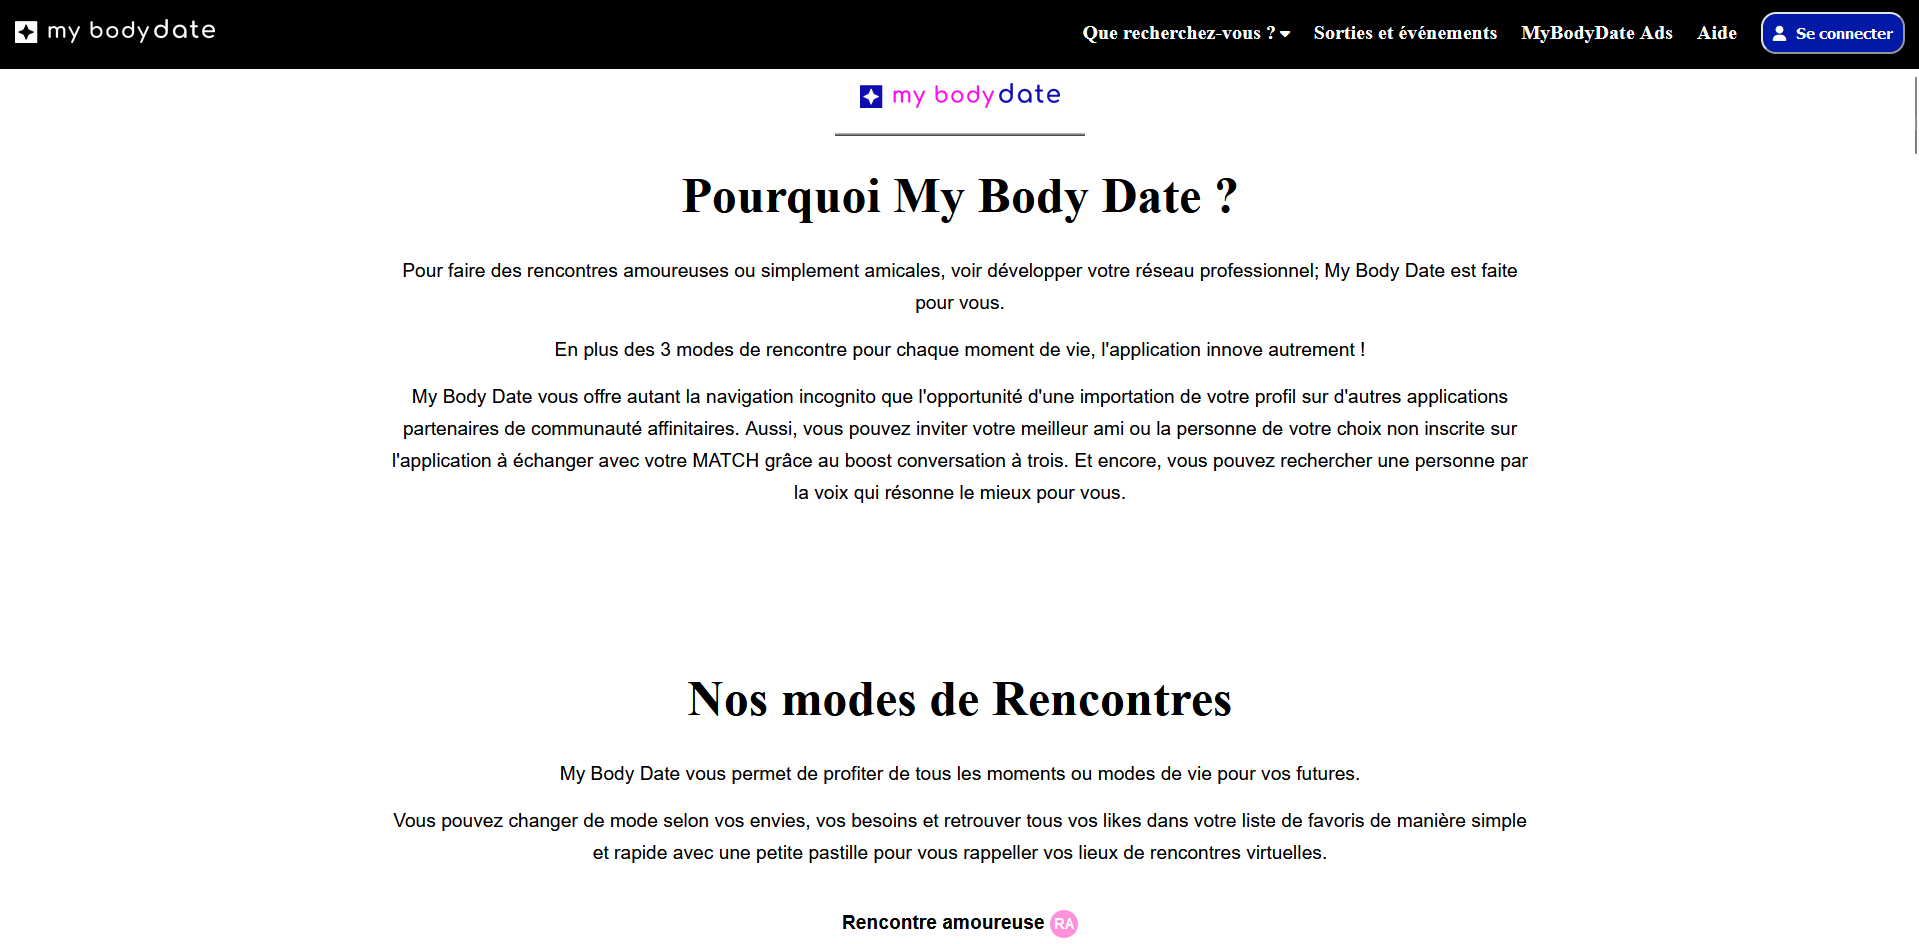 my bodydate
Que recherchez-vous ?
Sorties et événements
MyBodyDate Ads
Aide
Se connecter
my bodydate
Pourquoi My Body Date ?
Pour faire des rencontres amoureuses ou simplement amicales, voir développer votre réseau professionnel; My Body Date est faite
pour vous.
En plus des 3 modes de rencontre pour chaque moment de vie, l'application innove autrement !
My Body Date vous offre autant la navigation incognito que l'opportunité d'une importation de votre profil sur d'autres applications
partenaires de communauté affinitaires. Aussi, vous pouvez inviter votre meilleur ami ou la personne de votre choix non inscrite sur
l'application à échanger avec votre MATCH grâce au boost conversation à trois. Et encore, vous pouvez rechercher une personne par
la voix qui résonne le mieux pour vous.
Nos modes de Rencontres
My Body Date vous permet de profiter de tous les moments ou modes de vie pour vos futures.
Vous pouvez changer de mode selon vos envies, vos besoins et retrouver tous vos likes dans votre liste de favoris de manière simple
et rapide avec une petite pastille pour vous rappeller vos lieux de rencontres virtuelles.
Rencontre amoureuse RA